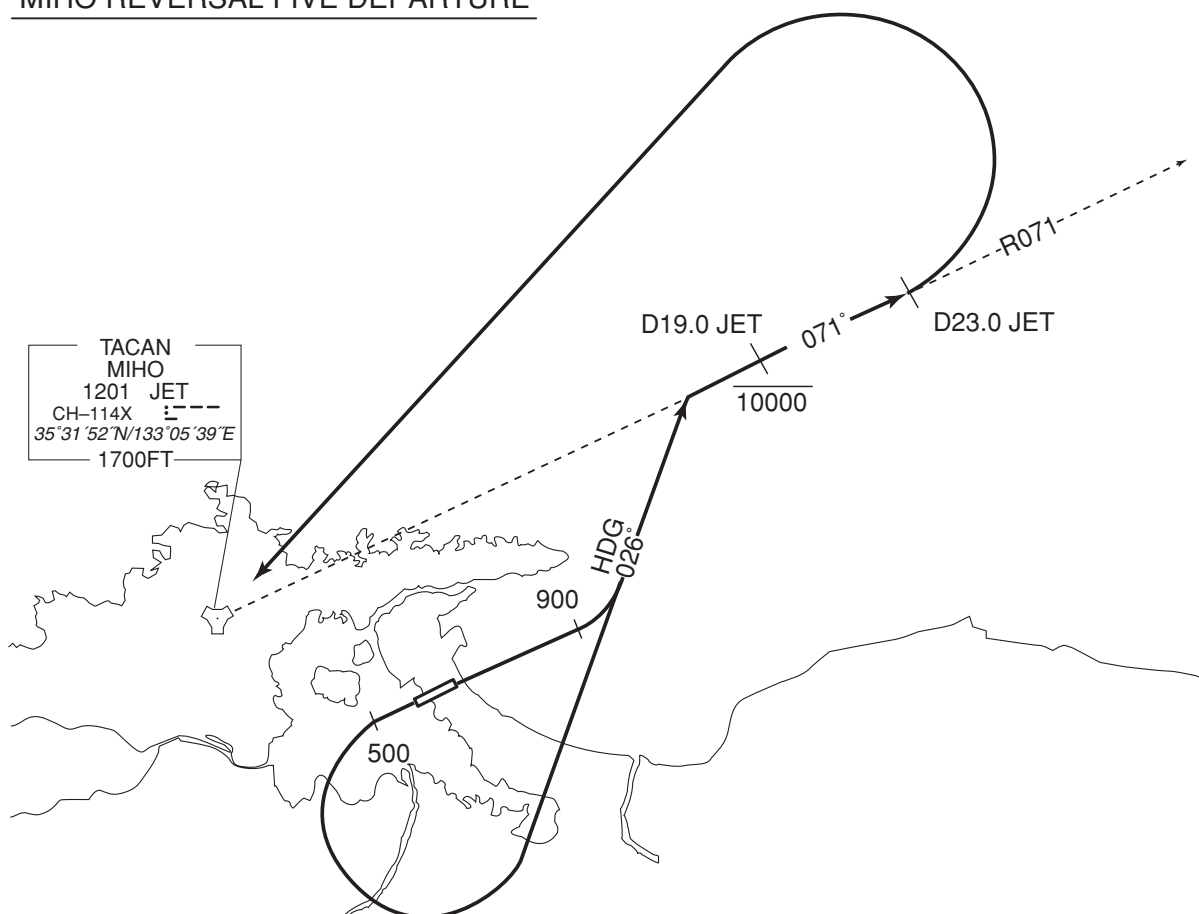 MIHO REVERSAL FIVE DEPARTURE
R071
D19.0 JET
071°
D23.0 JET
10000
TACAN
MIHO
1201 JET
CH–114X
35°31´52˝N/133°05´39˝E
1700FT
HDG
026°
900
500